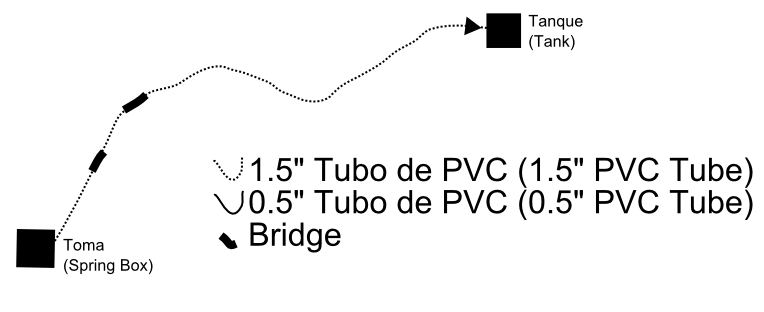 Tanque
(Tank)
1.5" Tubo de PVC (1.5" PVC Tube)
0.5" Tubo de PVC (0.5" PVC Tube)
Bridge
Toma
(Spring Box)